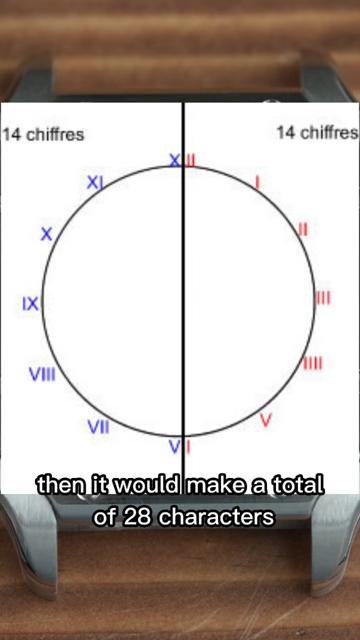 14 chiffres
14 chiffres
XII
XI
I
X
II
IX
III
VIII
IIII
VII
V
VI
then it would make a total
of 28 characters